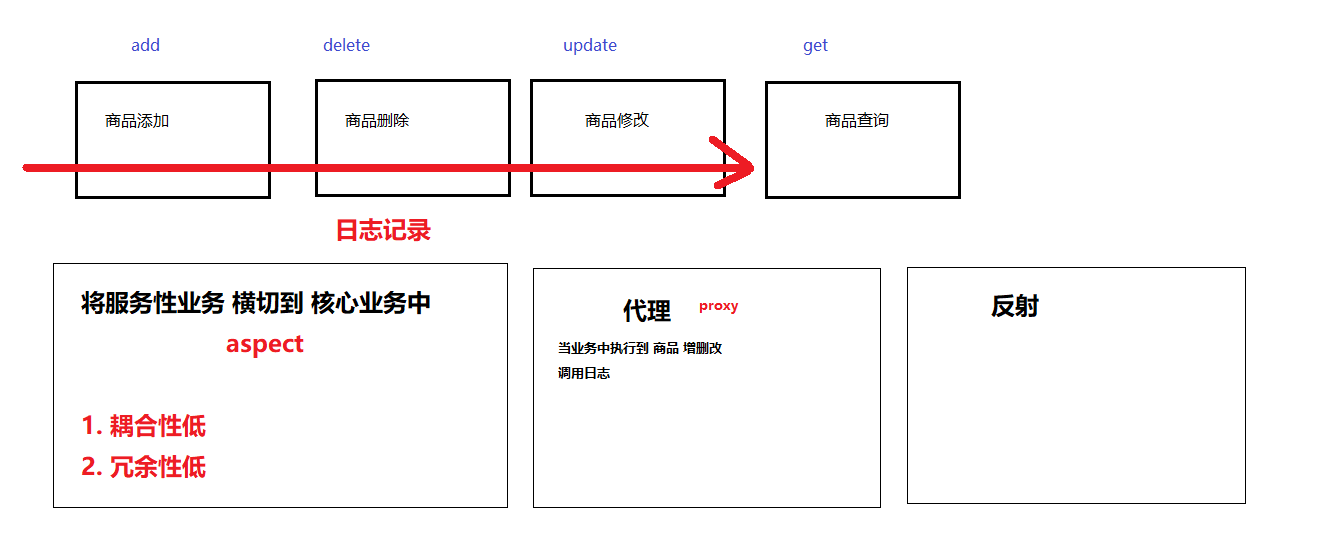 add delete update get
商品添加 商品删除 商品修改 商品查询
日志记录
将服务性业务 横切到 核心业务中
aspect
1. 耦合性低
2. 冗余性低
代理 proxy
当业务中执行到 商品 增删改
调用日志
反射